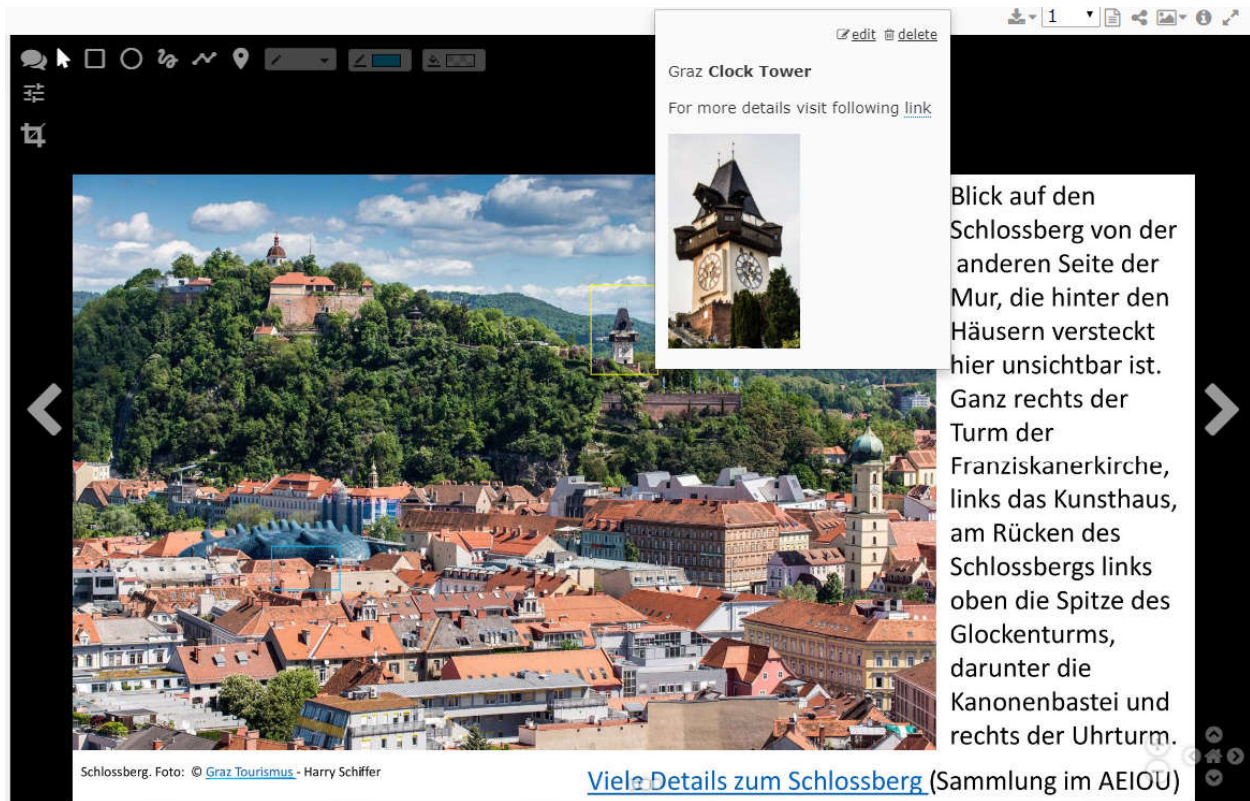 1
edit delete
Graz Clock Tower
For more details visit following link
Blick auf den
Schlossberg von der
anderen Seite der
Mur, die hinter den
Häusern versteckt
hier unsichtbar ist.
Ganz rechts der
Turm der
Franziskanerkirche,
links das Kunsthaus,
am Rücken des
Schlossbergs links
oben die Spitze des
Glockenturms,
darunter die
Kanonenbastei und
rechts der Uhrturm.
Schlossberg. Foto: © Graz Tourismus - Harry Schiffer
Viele Details zum Schlossberg (Sammlung im AEIOU)